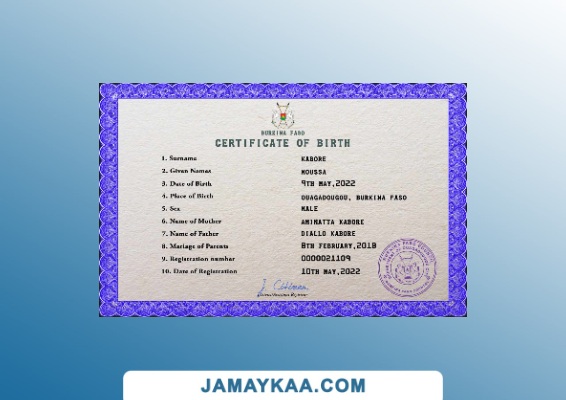 BURKINA FASO
CERTIFICATE OF BIRTH
1. Surname KABORE
2. Given Names MOUSSA
3. Date of Birth 9TH MAY,2022
4. Place of Birth OUAGADOUGOU, BURKINA FASO
5. Sex MALE
6. Name of Mother AMINATTA KABORE
7. Name of Father DIALLO KABORE
8. Mariage of Parents 8TH FEBRUARY,2018
9. Registration number 0000021109
10. Date of Registration 10TH MAY,2022
JAMAYKAA.COM